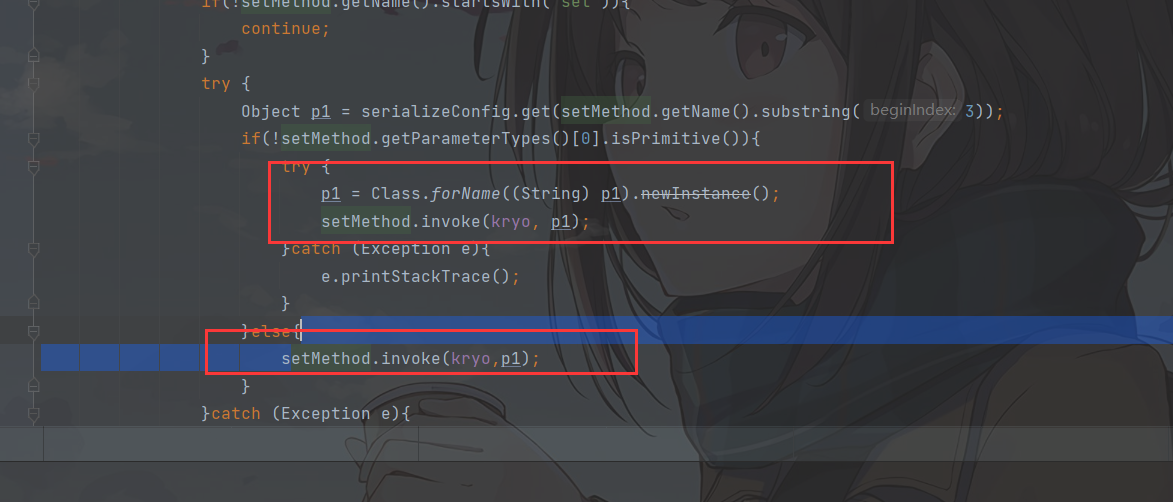 if(!setMethod.getName().startsWith("set")){
continue;
}
try {
Object p1 = serializeConfig.get(setMethod.getName().substring( beginIndex: 3));
if(!setMethod.getParameterTypes()[0].isPrimitive()){
try {
p1 = Class.forName((String) p1).newInstance();
setMethod.invoke(kryo, p1);
}catch (Exception e){
e.printStackTrace();
}
}else{
setMethod.invoke(kryo,p1);
}
}catch (Exception e){